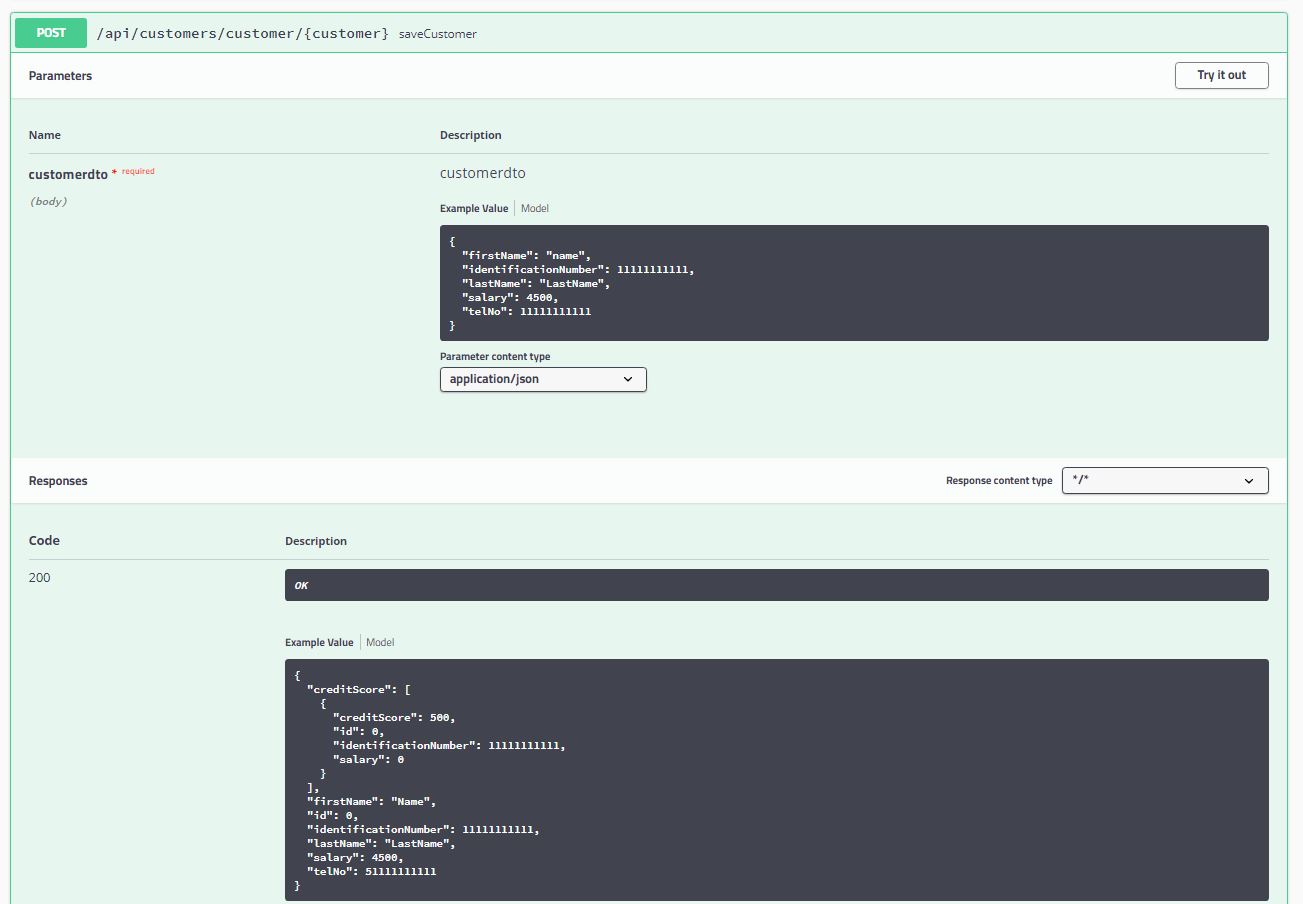 POST /api/customers/customer/{customer} saveCustomer
Parameters Try it out
Name Description
customerdto * required customerdto
(body)
Example Value Model
{
"firstName": "name",
"identificationNumber": 11111111111,
"lastName": "LastName",
"salary": 4500,
"telNo": 11111111111
}
Parameter content type
application/json
Responses Response content type */*
Code Description
200 OK
Example Value Model
{
"creditScore": [
{
"creditScore": 500,
"id": 0,
"identificationNumber": 11111111111,
"salary": 0
}
],
"firstName": "Name",
"id": 0,
"identificationNumber": 11111111111,
"lastName": "LastName",
"salary": 4500,
"telNo": 51111111111
}